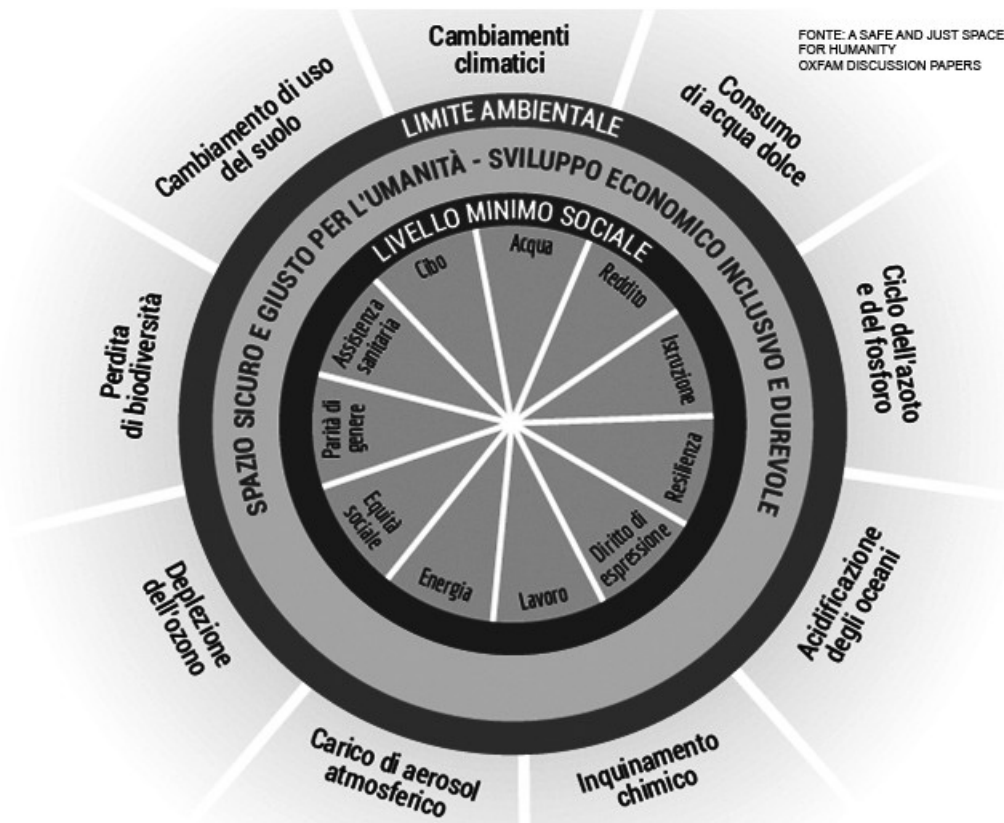 FONTE: A SAFE AND JUST SPACE
FOR HUMANITY
OXFAM DISCUSSION PAPERS
Cambiamenti
climatici
Consumo
di acqua dolce
Ciclo dell'azoto
e del fosforo
Acidificazione
degli oceani
Inquinamento
chimico
Carico di aerosol
atmosferico
Deplezione
dell'ozono
Perdita
di biodiversità
Cambiamento di uso
del suolo
LIMITE AMBIENTALE
SPAZIO SICURO E GIUSTO PER L'UMANITÀ - SVILUPPO ECONOMICO INCLUSIVO E DUREVOLE
LIVELLO MINIMO SOCIALE
Acqua
Reddito
Istruzione
Resilienza
Diritto di
espressione
Lavoro
Energia
Equità
sociale
Parità di
genere
Assistenza
sanitaria
Cibo